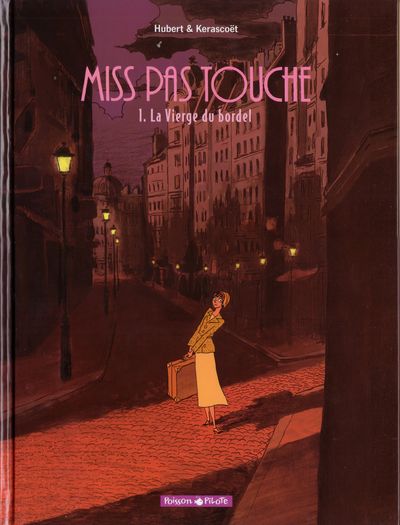 Hubert & Kerascoët
MISS PAS TOUCHE
1. La Vierge du bordel
POISSON PILOTE